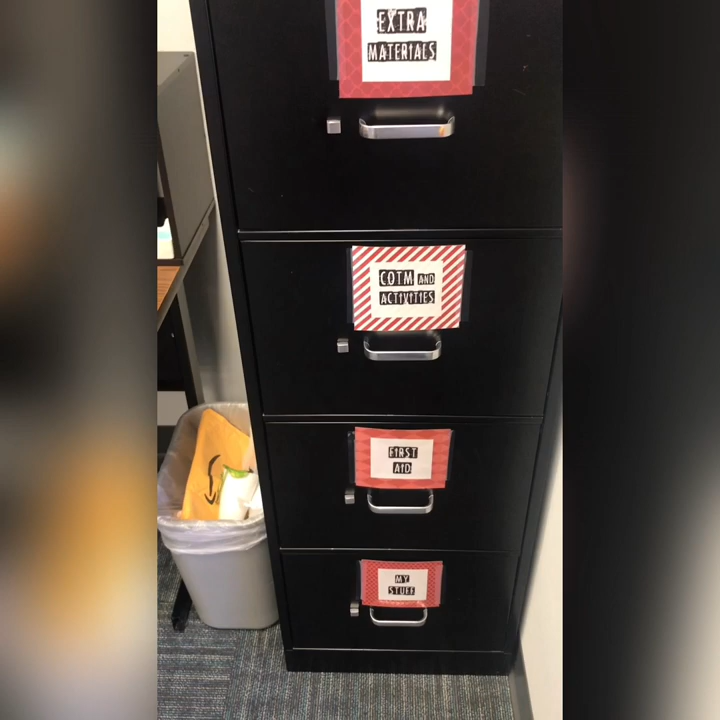 EXTRA
MATERIALS
COTM AND
ACTIVITIES
FIRST
AID
MY
STUFF